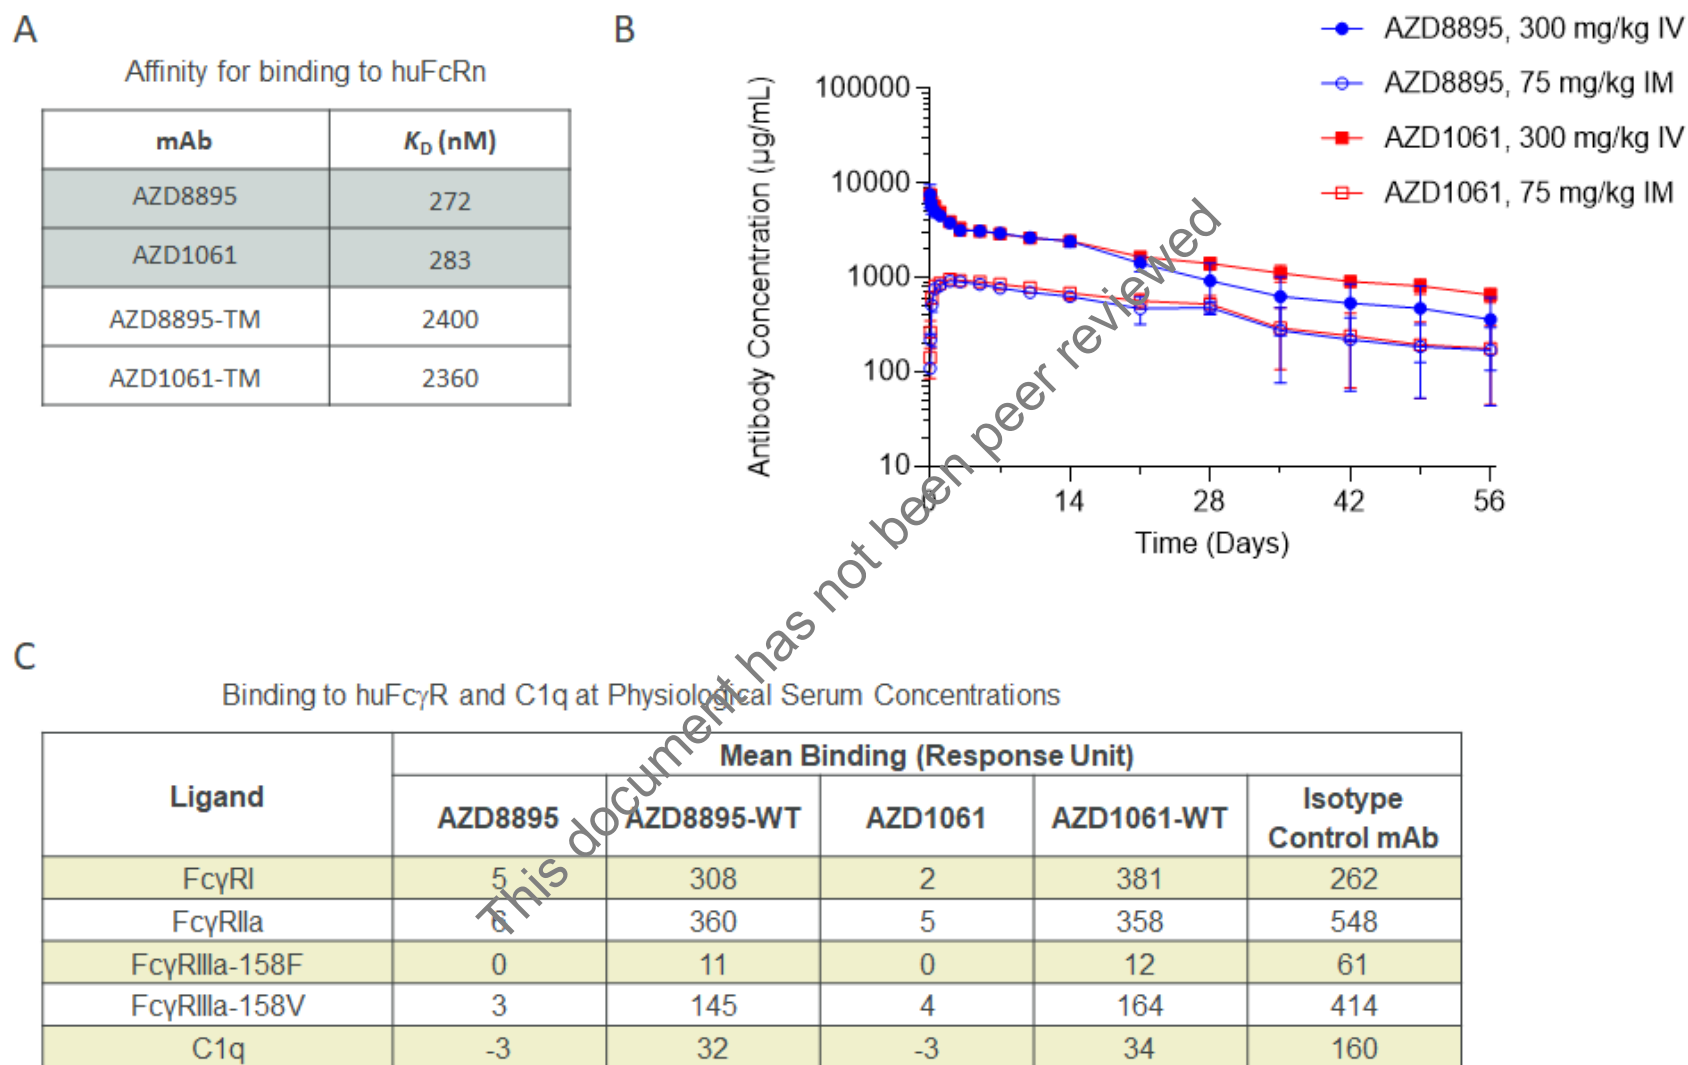 A
Affinity for binding to huFcRn
mAb K_D (nM)
AZD8895 272
AZD1061 283
AZD8895-TM 2400
AZD1061-TM 2360
B
Antibody Concentration (µg/mL)
100000
10000
1000
100
10
0 14 28 42 56
Time (Days)
AZD8895, 300 mg/kg IV
AZD8895, 75 mg/kg IM
AZD1061, 300 mg/kg IV
AZD1061, 75 mg/kg IM
This document has not been peer reviewed
C
Binding to huFcγR and C1q at Physiological Serum Concentrations
Ligand Mean Binding (Response Unit)
AZD8895 AZD8895-WT AZD1061 AZD1061-WT Isotype
Control mAb
FcγRI 5 308 2 381 262
FcγRIIa 6 360 5 358 548
FcγRIIIa-158F 0 11 0 12 61
FcγRIIIa-158V 3 145 4 164 414
C1q -3 32 -3 34 160